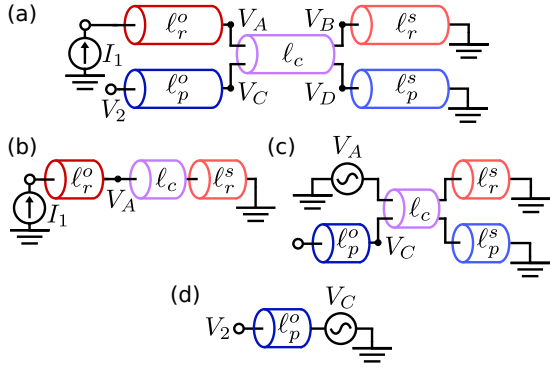 (a)
ℓ_r^o V_A V_B ℓ_r^s
I_1 ℓ_c
V_2 ℓ_p^o V_C V_D ℓ_p^s
(b)
ℓ_r^o ℓ_c ℓ_r^s
I_1 V_A
(c)
V_A ℓ_r^s
ℓ_c
ℓ_p^o V_C ℓ_p^s
(d)
V_2 ℓ_p^o V_C